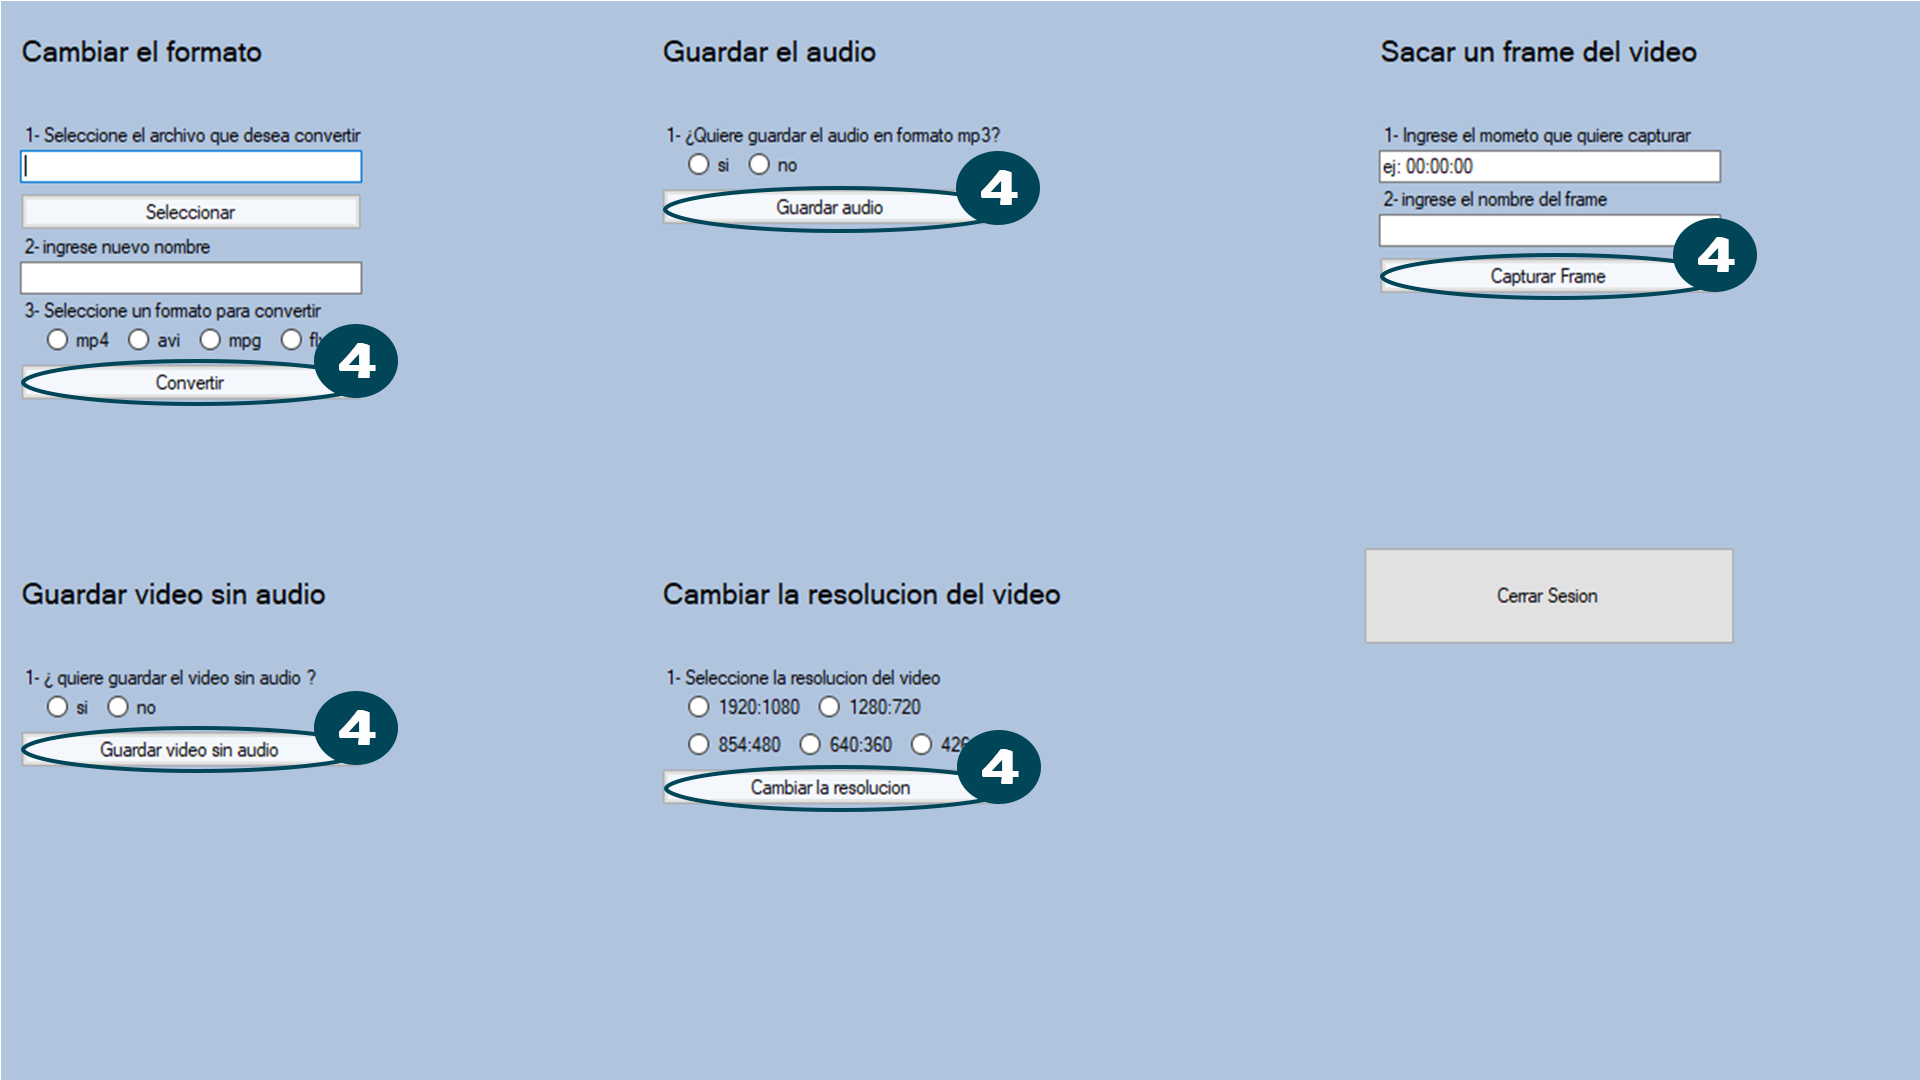 Cambiar el formato
1- Seleccione el archivo que desea convertir
Seleccionar
2- ingrese nuevo nombre
3- Seleccione un formato para convertir
mp4 avi mpg
4
Convertir
Guardar el audio
1- ¿Quiere guardar el audio en formato mp3?
si no
4
Guardar audio
Sacar un frame del video
1- Ingrese el mometo que quiere capturar
ej: 00:00:00
2- ingrese el nombre del frame
4
Capturar Frame
Guardar video sin audio
1- ¿ quiere guardar el video sin audio ?
si no
4
Guardar video sin audio
Cambiar la resolucion del video
1- Seleccione la resolucion del video
1920:1080 1280:720
854:480 640:360
4
Cambiar la resolucion
Cerrar Sesion